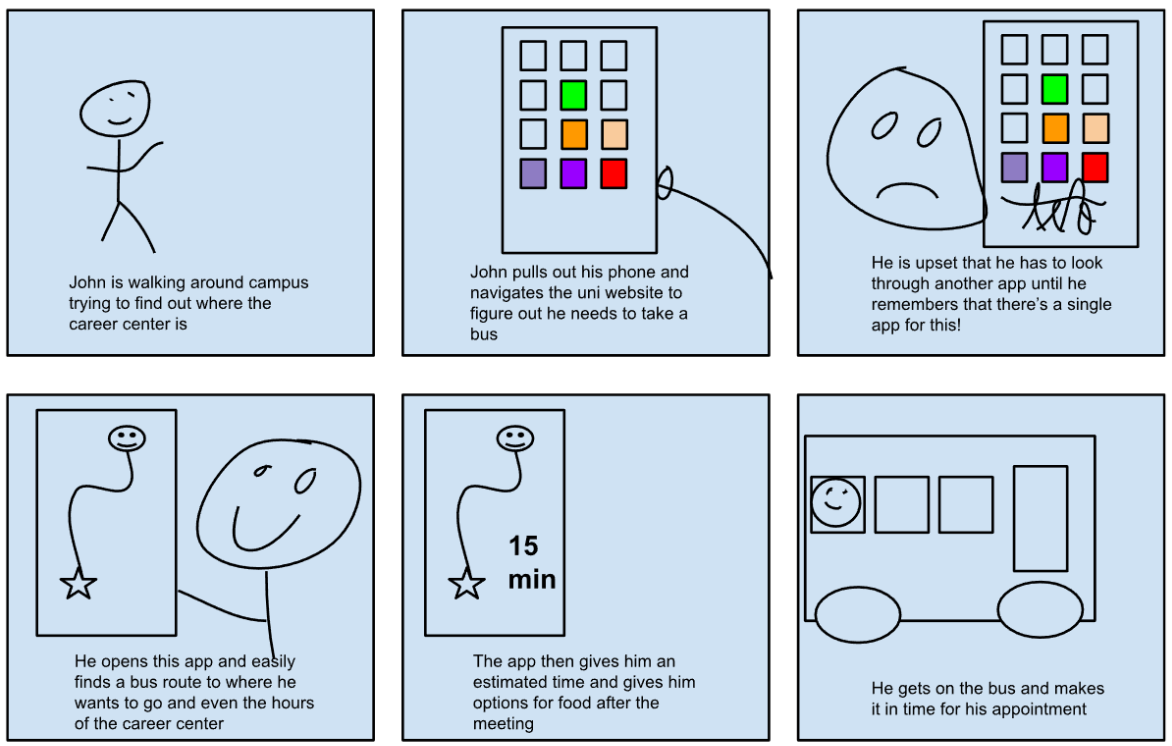 John is walking around campus
trying to find out where the
career center is
John pulls out his phone and
navigates the uni website to
figure out he needs to take a
bus
He is upset that he has to look
through another app until he
remembers that there's a single
app for this!
He opens this app and easily
finds a bus route to where he
wants to go and even the hours
of the career center
15
min
The app then gives him an
estimated time and gives him
options for food after the
meeting
He gets on the bus and makes
it in time for his appointment